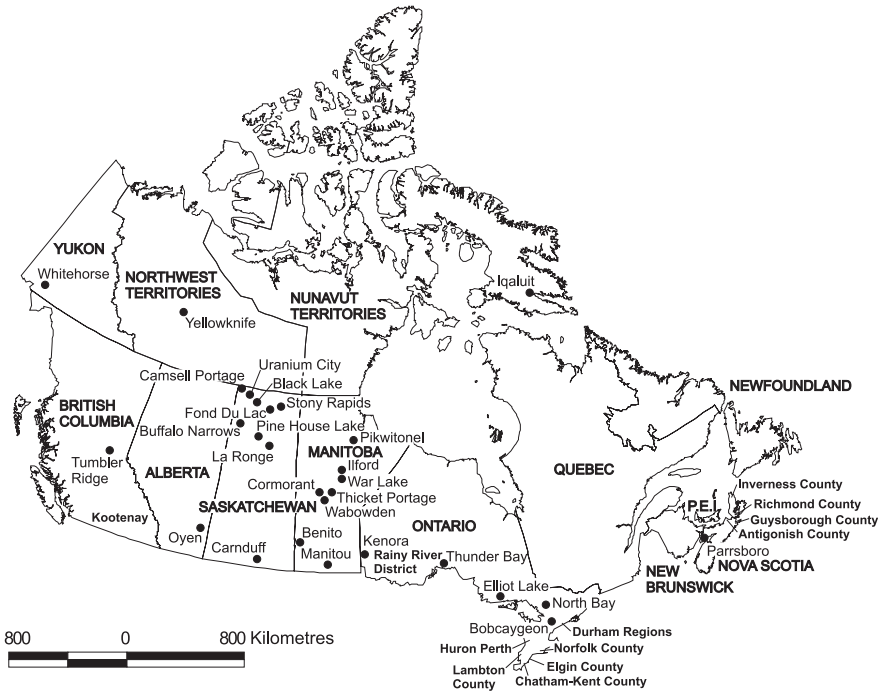 YUKON
Whitehorse
NORTHWEST
TERRITORIES
Yellowknife
NUNAVUT
TERRITORIES
Iqaluit
Uranium City
Camsell Portage
Black Lake
Stony Rapids
Fond Du Lac
Buffalo Narrows
Pine House Lake
La Ronge
BRITISH
COLUMBIA
Tumbler
Ridge
Kootenay
ALBERTA
Oyen
SASKATCHEWAN
Carnduff
MANITOBA
Pikwitonel
Ilford
War Lake
Cormorant
Thicket Portage
Wabowden
Benito
Manitou
ONTARIO
Kenora
Rainy River
District
Thunder Bay
Elliot Lake
North Bay
Bobcaygeon
Durham Regions
Huron Perth
Norfolk County
Elgin County
Lambton
County
Chatham-Kent County
QUEBEC
NEWFOUNDLAND
Inverness County
P.E.I.
Richmond County
Guysborough County
Antigonish County
Parrsboro
NOVA SCOTIA
NEW
BRUNSWICK
800 0 800 Kilometres